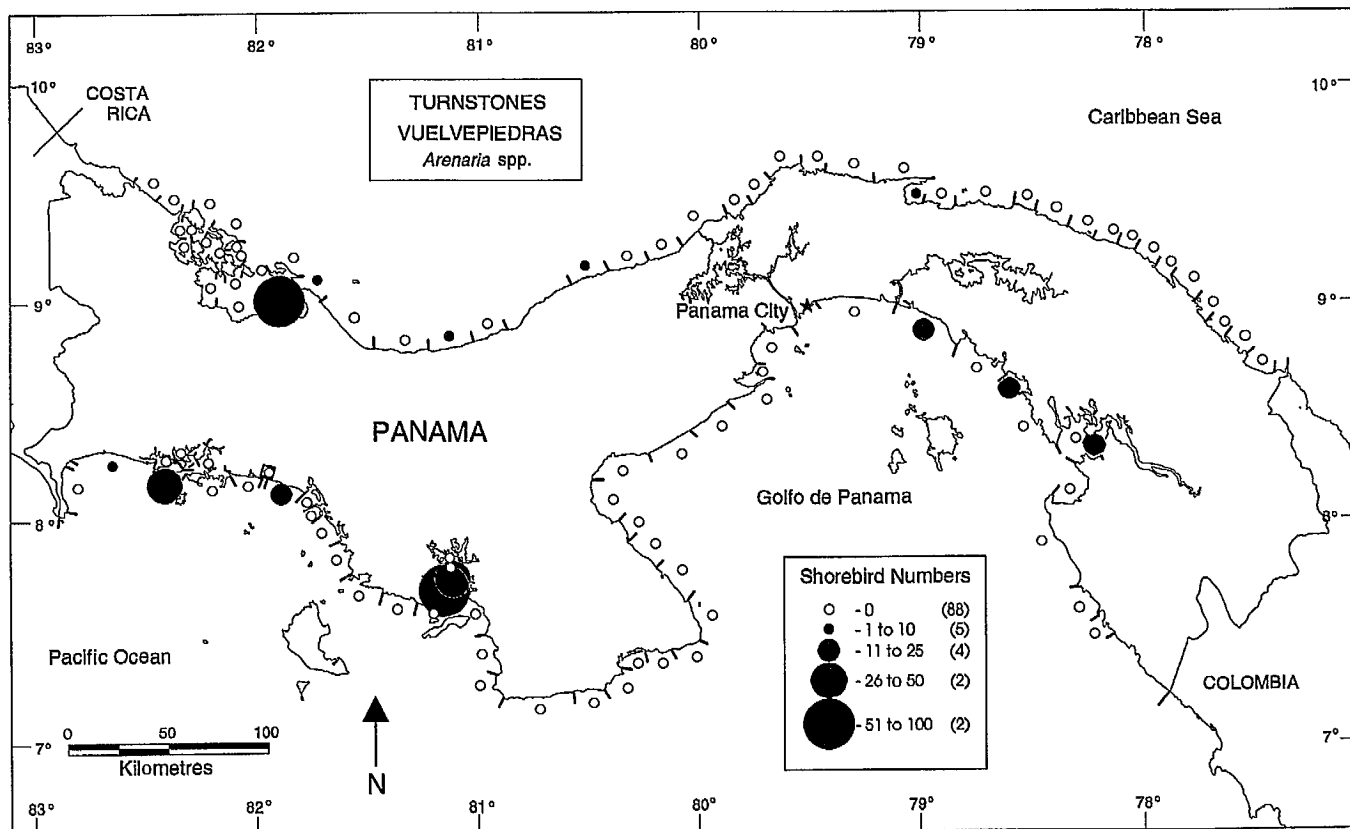 83°
82°
81°
80°
79°
78°
10°
10°
COSTA
RICA
TURNSTONES
VUELVEPIEDRAS
Arenaria spp.
Caribbean Sea
9°
9°
Panama City
PANAMA
Golfo de Panama
8°
8°
Shorebird Numbers
- 0 (88)
- 1 to 10 (5)
- 11 to 25 (4)
- 26 to 50 (2)
- 51 to 100 (2)
Pacific Ocean
COLOMBIA
0 50 100
Kilometres
N
7°
7°
83°
82°
81°
80°
79°
78°